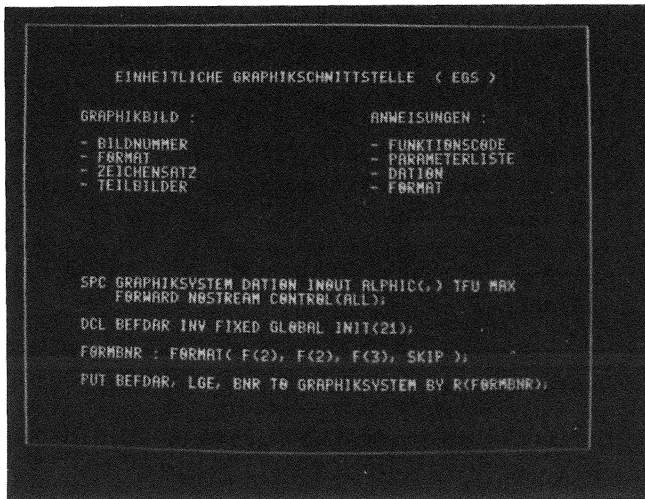 EINHEITLICHE GRAPHIKSCHNITTSTELLE ( EGS )
GRAPHIKBILD :
- BILDNUMMER
- FORMAT
- ZEICHENSATZ
- TEILBILDER
ANWEISUNGEN :
- FUNKTIONSCODE
- PARAMETERLISTE
- DATION
- FORMAT
SPC GRAPHIKSYSTEM DATION INOUT ALPHIC(,) TFU MAX
FORWARD NOSTREAM CONTROL(ALL);
DCL BEFDAR INV FIXED GLOBAL INIT(21);
FORMBNR : FORMAT( F(2), F(2), F(3), SKIP );
PUT BEFDAR, LGE, BNR TO GRAPHIKSYSTEM BY R(FORMBNR);